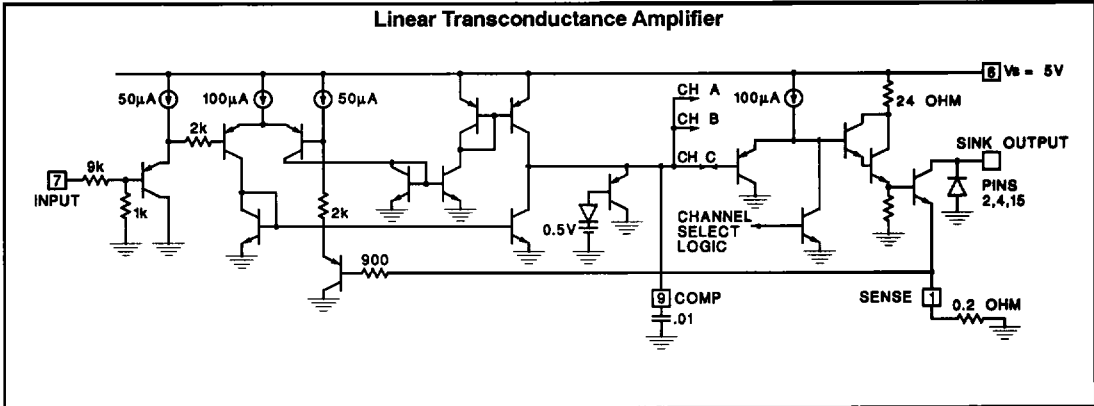 Linear Transconductance Amplifier
50µA
100µA
50µA
CH A
CH B
CH C
100µA
8 Vs = 5V
24 OHM
SINK OUTPUT
PINS
2,4,15
2k
9k
7
INPUT
1k
2k
0.5V
CHANNEL
SELECT
LOGIC
900
9 COMP
.01
SENSE 1
0.2 OHM